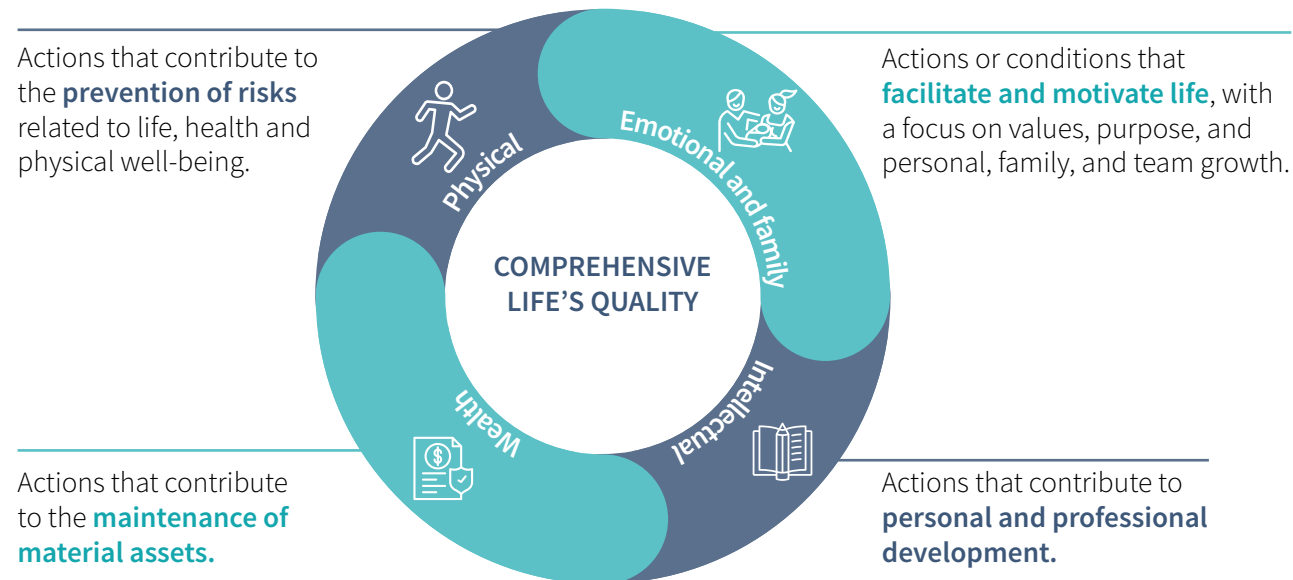 Actions that contribute to
the prevention of risks
related to life, health and
physical well-being.
Physical
Emotional and family
Actions or conditions that
facilitate and motivate life, with
a focus on values, purpose, and
personal, family, and team growth.
COMPREHENSIVE
LIFE'S QUALITY
Wealth
Intellectual
Actions that contribute
to the maintenance of
material assets.
Actions that contribute to
personal and professional
development.